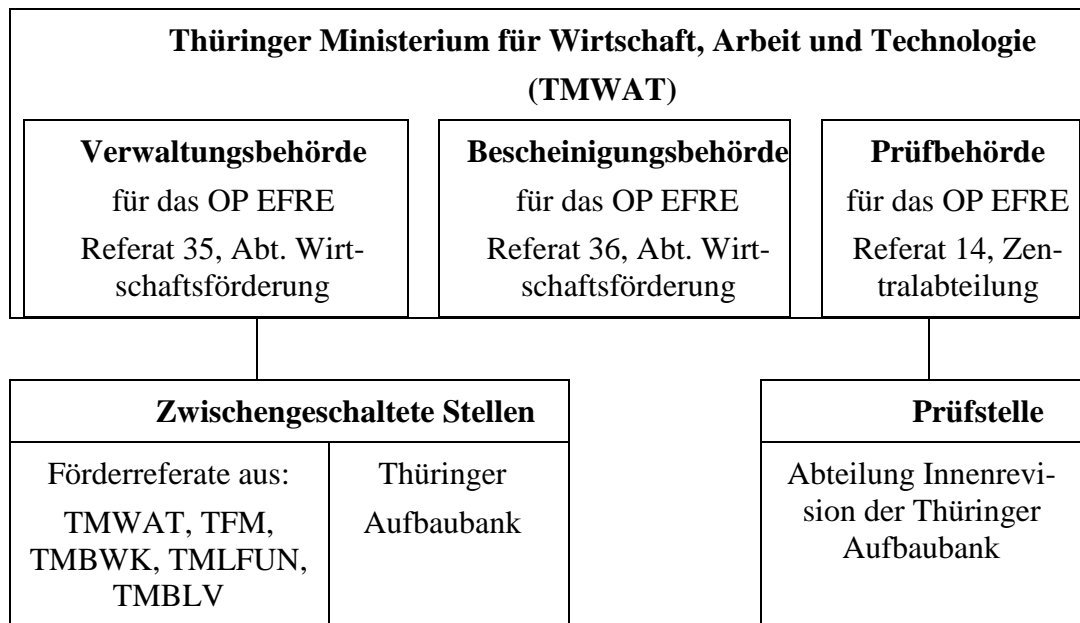 Thüringer Ministerium für Wirtschaft, Arbeit und Technologie
(TMWAT)
Verwaltungsbehörde
für das OP EFRE
Referat 35, Abt. Wirt-
schaftsförderung
Bescheinigungsbehörde
für das OP EFRE
Referat 36, Abt. Wirt-
schaftsförderung
Prüfbehörde
für das OP EFRE
Referat 14, Zen-
tralabteilung
Zwischengeschaltete Stellen
Förderreferate aus:
TMWAT, TFM,
TMBWK, TMLFUN,
TMBLV
Thüringer
Aufbaubank
Prüfstelle
Abteilung Innenrevi-
sion der Thüringer
Aufbaubank